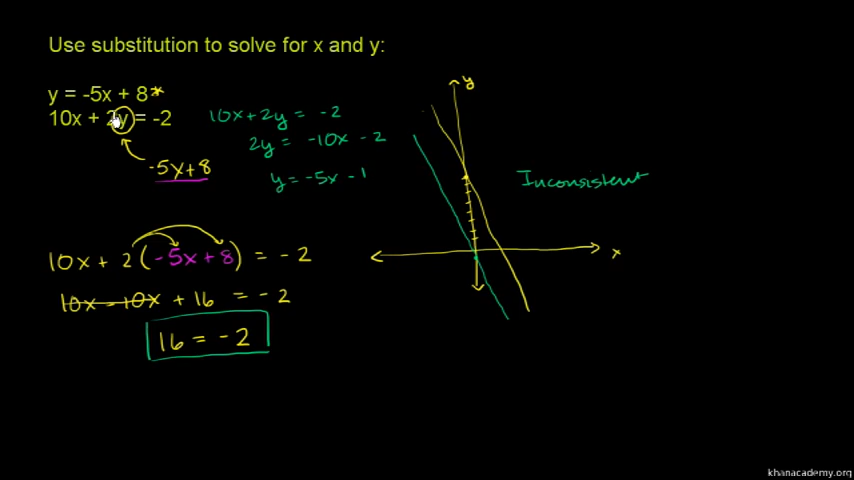 Use substitution to solve for x and y:
y = -5x + 8*
10x + 2y = -2
-5x+8
10x + 2y = -2
2y = -10x - 2
y = -5x - 1
y
x
Inconsistent
10x + 2(-5x+8) = -2
10x - 10x + 16 = -2
16 = -2
khanacademy.org